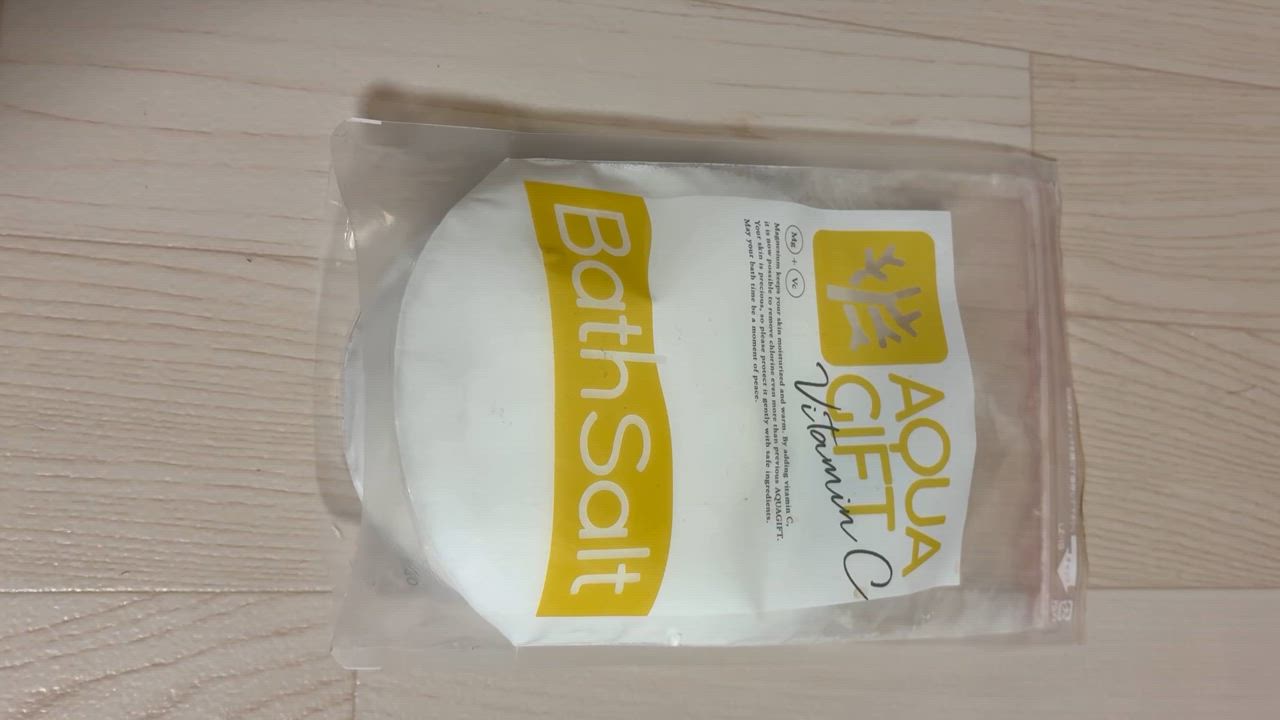 AQUA
GIFT
Vitamin C
Mg + Vc
Magnesium keeps your skin moisturized and warm. By adding vitamin C,
it is now possible to remove chlorine even more than previous AQUAGIFT.
Your skin is precious, so please protect it gently with safe ingredients.
May your bath time be a moment of peace.
Bath Salt